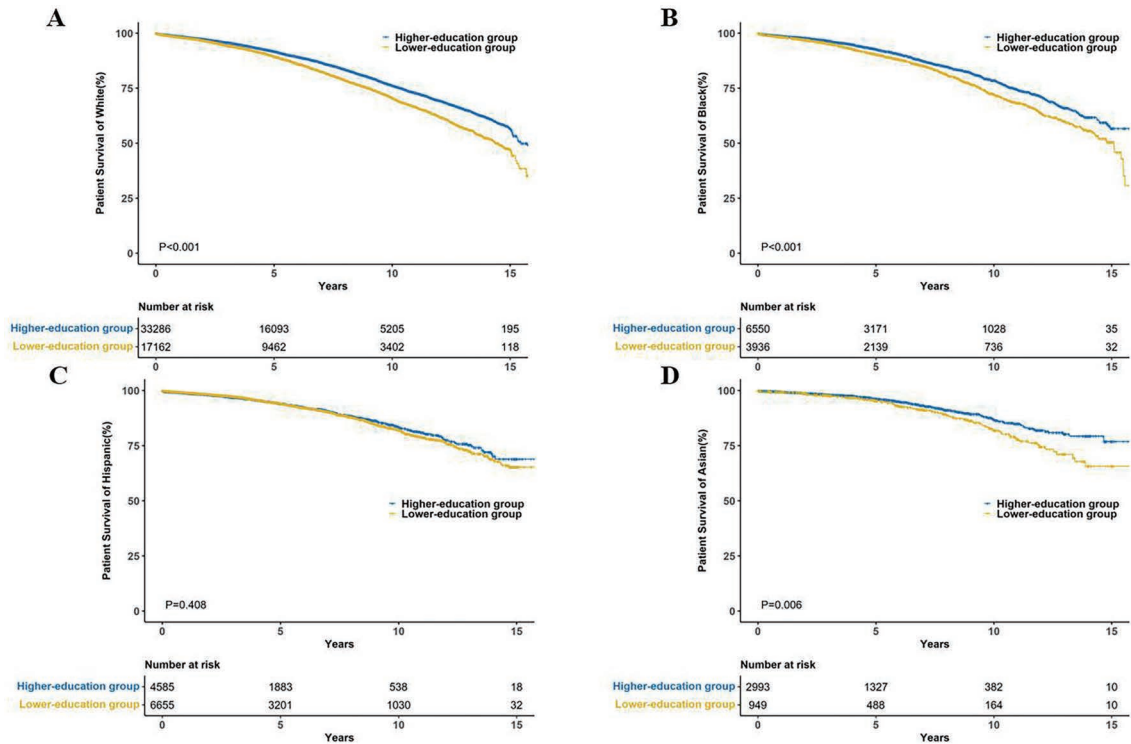 A
100
75
50
25
0
Patient Survival of White(%)
Higher-education group
Lower-education group
P<0.001
0 5 10 15
Years
Number at risk
Higher-education group 33286 16093 5205 195
Lower-education group 17162 9462 3402 118
0 5 10 15
Years
B
100
75
50
25
0
Patient Survival of Black(%)
Higher-education group
Lower-education group
P<0.001
0 5 10 15
Years
Number at risk
Higher-education group 6550 3171 1028 35
Lower-education group 3936 2139 736 32
0 5 10 15
C
100
75
50
25
0
Patient Survival of Hispanic(%)
Higher-education group
Lower-education group
P=0.408
0 5 10 15
Years
Number at risk
Higher-education group 4585 1883 538 18
Lower-education group 6655 3201 1030 32
0 5 10 15
Years
D
100
75
50
25
0
Patient Survival of Asian(%)
Higher-education group
Lower-education group
P=0.006
0 5 10 15
Years
Number at risk
Higher-education group 2993 1327 382 10
Lower-education group 949 488 164 10
0 5 10 15
Years